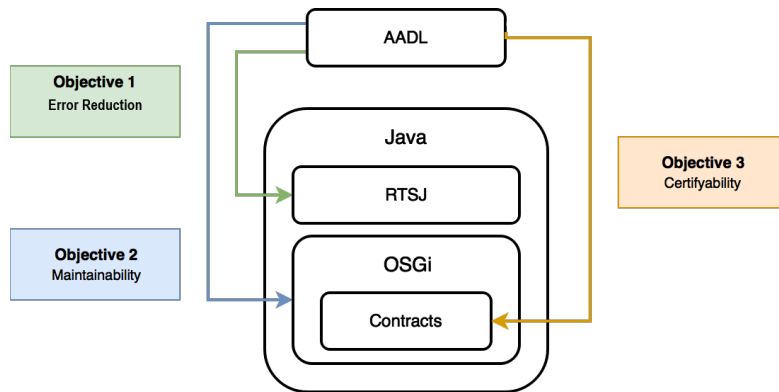 AADL
Objective 1
Error Reduction
Java
Objective 3
Certifyability
RTSJ
Objective 2
Maintainability
OSGi
Contracts